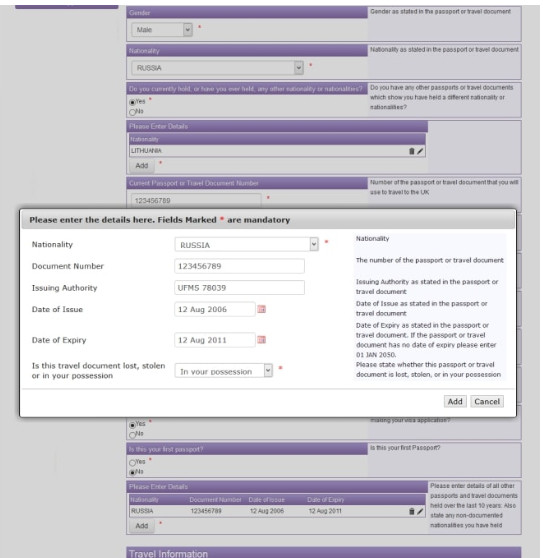 Gender
Gender as stated in the passport or travel document
Male *
Nationality
Nationality as stated in the passport or travel document
RUSSIA *
Do you currently hold, or have you ever held, any other nationality or nationalities?
Do you have any other passports or travel documents
which show you have held a different nationality or
nationalities?
Yes *
No
Please Enter Details
Nationality
LITHUANIA
Add *
Current Passport or Travel Document Number
Number of the passport or travel document that you will
use to travel to the UK
123456789 *
Please enter the details here. Fields Marked * are mandatory
Nationality
RUSSIA *
Nationality
Document Number
123456789
The number of the passport or travel document
Issuing Authority
UFMS 78039
Issuing Authority as stated in the passport or
travel document
Date of Issue
12 Aug 2006
Date of Issue as stated in the passport or
travel document
Date of Expiry
12 Aug 2011
Date of Expiry as stated in the passport or
travel document. If the passport or travel
document has no date of expiry please enter
01 JAN 2050.
Is this travel document lost, stolen
or in your possession
In your possession *
Please state whether this passport or travel
document is lost, stolen, or in your possession
Add Cancel
making your visa application?
Yes *
No
Is this your first passport?
Is this your first Passport?
Yes *
No
Please Enter Details
Please enter details of all other
passports and travel documents
held over the last 10 years. Also
state any non-documented
nationalities you have held
Nationality Document Number Date of Issue Date of Expiry
RUSSIA 123456789 12 Aug 2006 12 Aug 2011
Add *
Travel Information